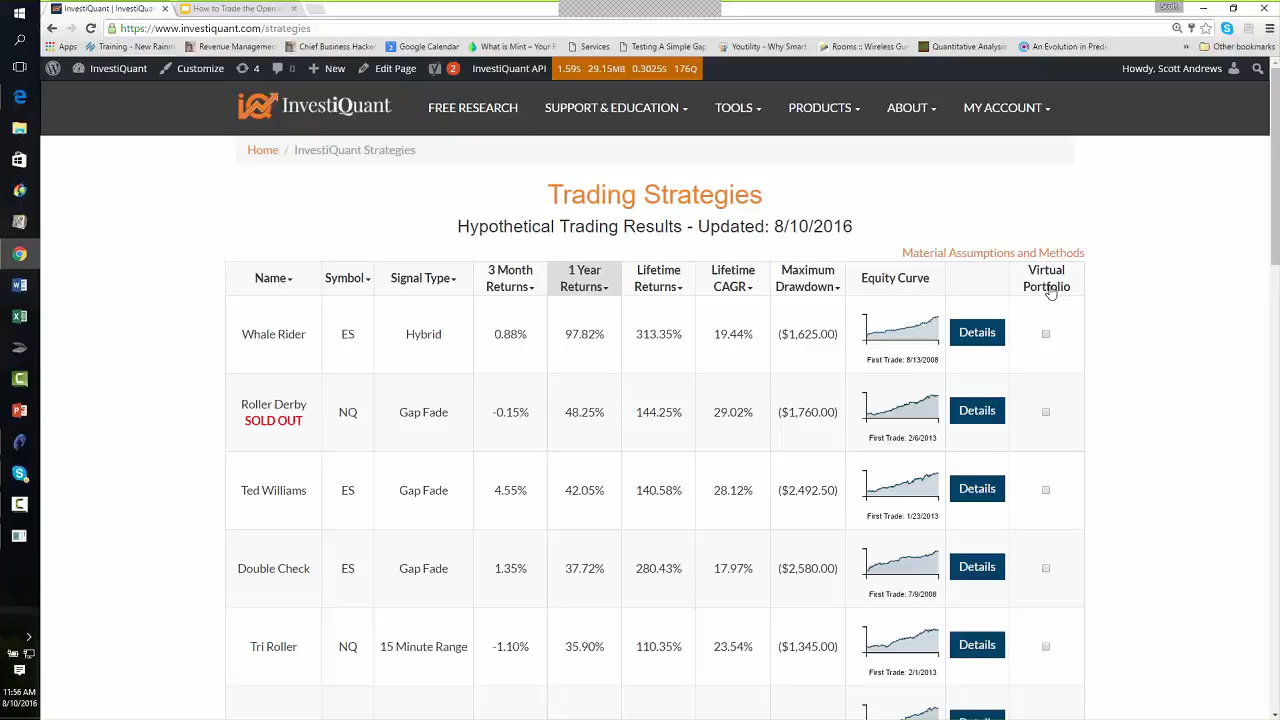 InvestiQuant | InvestiQua
How to Trade the Open
Scott
https://www.investiquant.com/strategies
Apps
Training - New Rainm
Revenue Managemen
Chief Business Hacker
Google Calendar
What is Mint – Your F
Services
Testing A Simple Gap
Youtility - Why Smart
Rooms :: Wireless Gu
Quantitative Analysis
An Evolution in Predi
»
Other bookmarks
InvestiQuant
Customize
4
0
New
Edit Page
2
InvestiQuant API
1.59s 29.15MB 0.3025s 176Q
Howdy, Scott Andrews
InvestiQuant
FREE RESEARCH
SUPPORT & EDUCATION
TOOLS
PRODUCTS
ABOUT
MY ACCOUNT
Home / InvestiQuant Strategies
Trading Strategies
Hypothetical Trading Results - Updated: 8/10/2016
Material Assumptions and Methods
Name
Symbol
Signal Type
3 Month Returns
1 Year Returns
Lifetime Returns
Lifetime CAGR
Maximum Drawdown
Equity Curve
Virtual Portfolio
Whale Rider ES Hybrid 0.88% 97.82% 313.35% 19.44% ($1,625.00) Details
First Trade: 8/13/2008
Roller Derby NQ Gap Fade -0.15% 48.25% 144.25% 29.02% ($1,760.00) Details
SOLD OUT
First Trade: 2/6/2013
Ted Williams ES Gap Fade 4.55% 42.05% 140.58% 28.12% ($2,492.50) Details
First Trade: 1/23/2013
Double Check ES Gap Fade 1.35% 37.72% 280.43% 17.97% ($2,580.00) Details
First Trade: 7/9/2008
Tri Roller NQ 15 Minute Range -1.10% 35.90% 110.35% 23.54% ($1,345.00) Details
First Trade: 2/1/2013
11:56 AM
8/10/2016